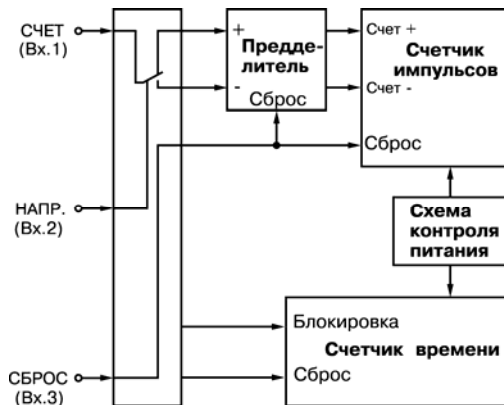 СЧЕТ
(Вх.1)
НАПР.
(Вх.2)
СБРОС
(Вх.3)
+
Предде-
литель
-
Сброс
Счет +
Счетчик
импульсов
Счет -
Сброс
Схема
контроля
питания
Блокировка
Счетчик времени
Сброс